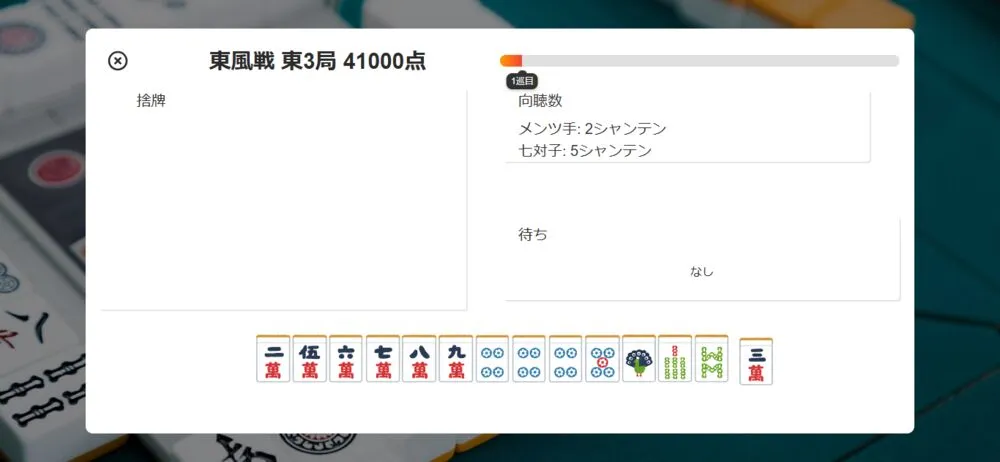 東風戦 東3局 41000点
1巡目
捨牌
向聴数
メンツ手: 2シャンテン
七対子: 5シャンテン
待ち
なし
二萬 伍萬 六萬 七萬 八萬 九萬 三萬